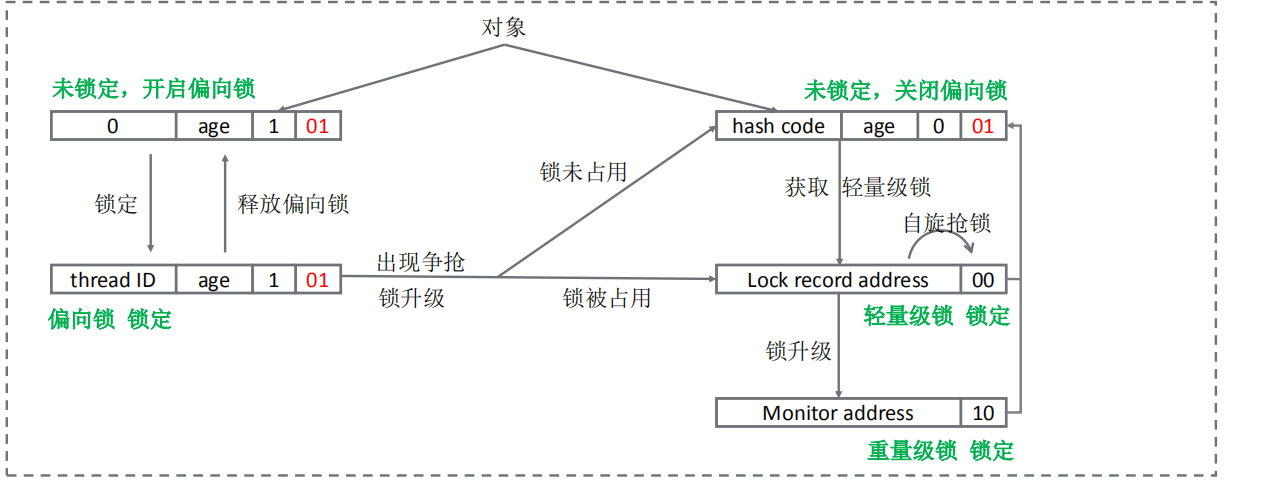 对象
未锁定，开启偏向锁
未锁定，关闭偏向锁
0 age 1 01
hash code age 0 01
锁未占用
锁定
释放偏向锁
获取 轻量级锁
自旋抢锁
出现争抢
thread ID age 1 01
Lock record address 00
锁升级
锁被占用
偏向锁 锁定
轻量级锁 锁定
锁升级
Monitor address 10
重量级锁 锁定